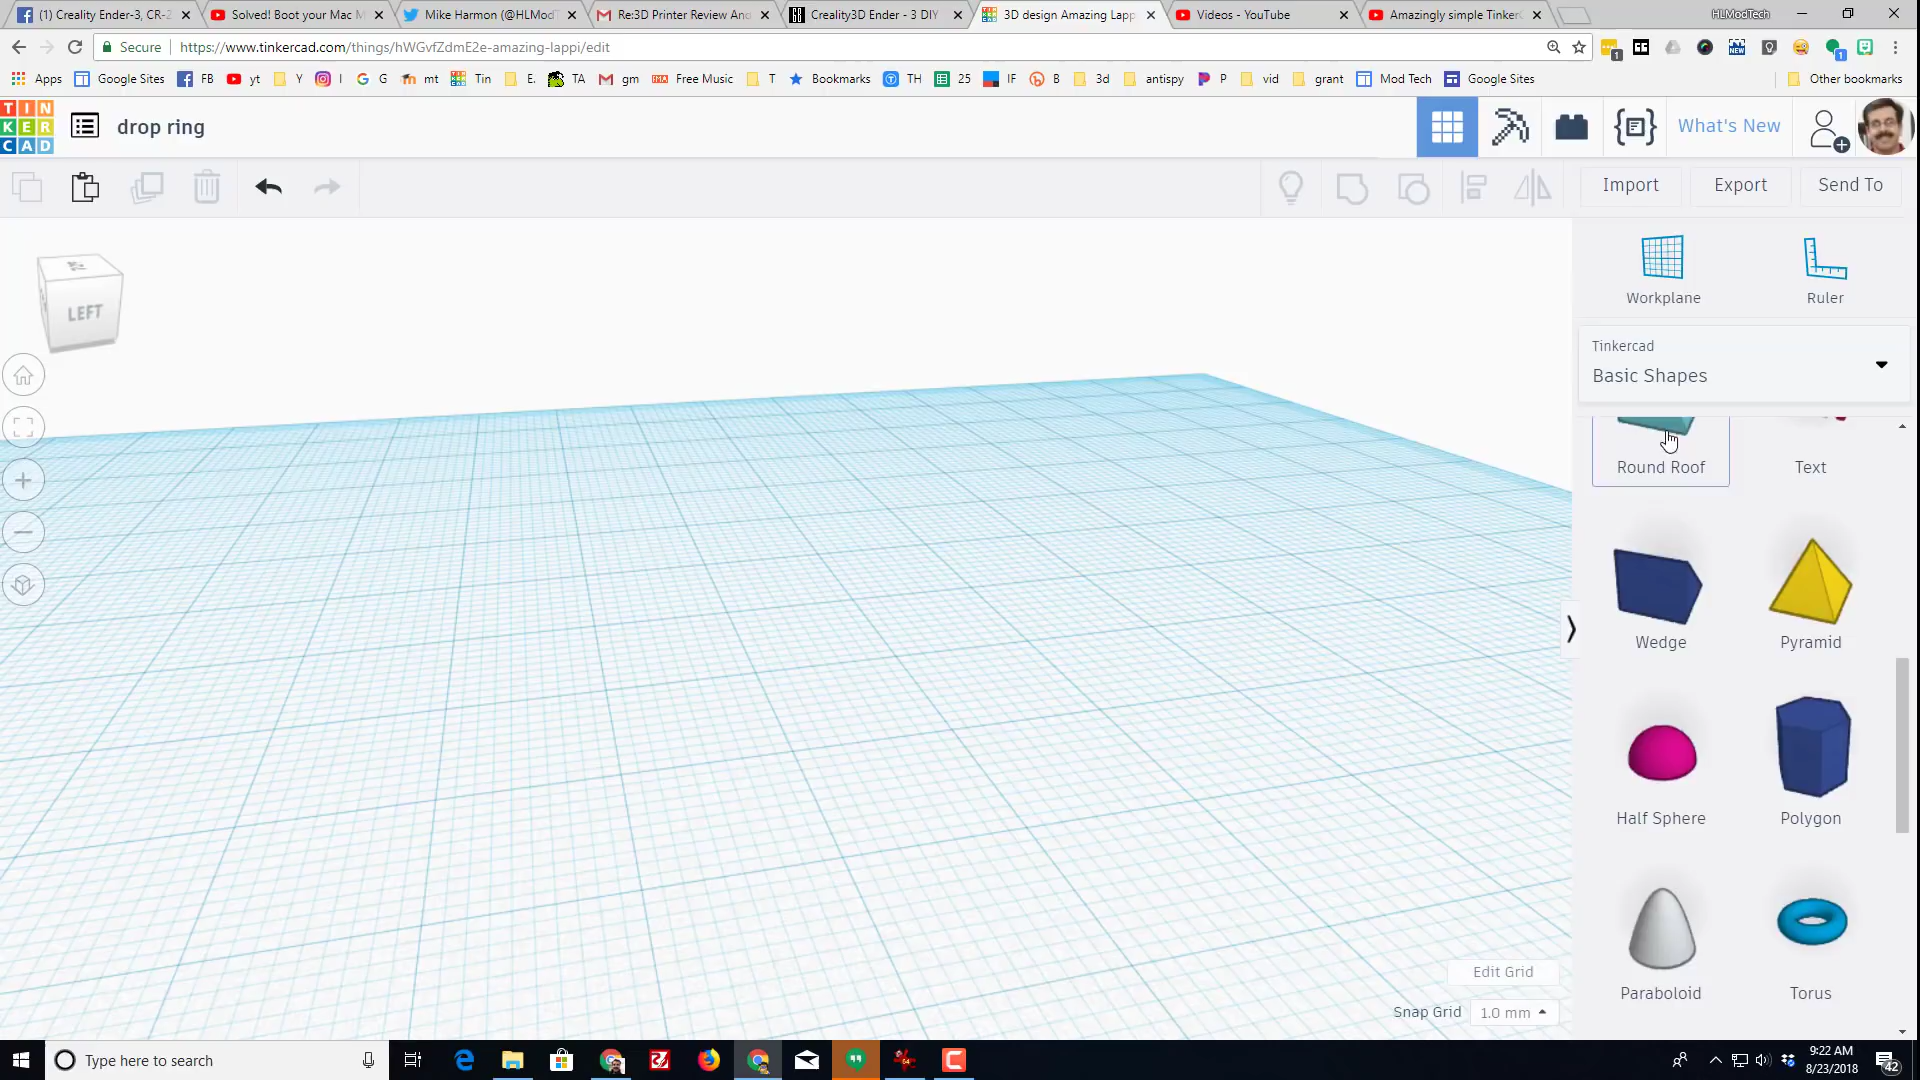 (1) Creality Ender-3, CR-2
Solved! Boot your Mac M
Mike Harmon (@HLModT
Re:3D Printer Review And
Creality3D Ender - 3 DIY
3D design Amazing Lapp
Videos - YouTube
Amazingly simple TinkerC
HLModTech
Secure
https://www.tinkercad.com/things/hWGvfZdmE2e-amazing-lappi/edit
Apps Google Sites FB yt Y I G mt Tin E. TA gm Free Music T Bookmarks TH 25 IF B 3d antispy P vid grant Mod Tech Google Sites Other bookmarks
TIN
KER
CAD
drop ring
What's New
Import
Export
Send To
LEFT
Workplane
Ruler
Tinkercad
Basic Shapes
Round Roof
Text
Wedge
Pyramid
Half Sphere
Polygon
Paraboloid
Torus
Edit Grid
Snap Grid
1.0 mm
Type here to search
9:22 AM
8/23/2018
42